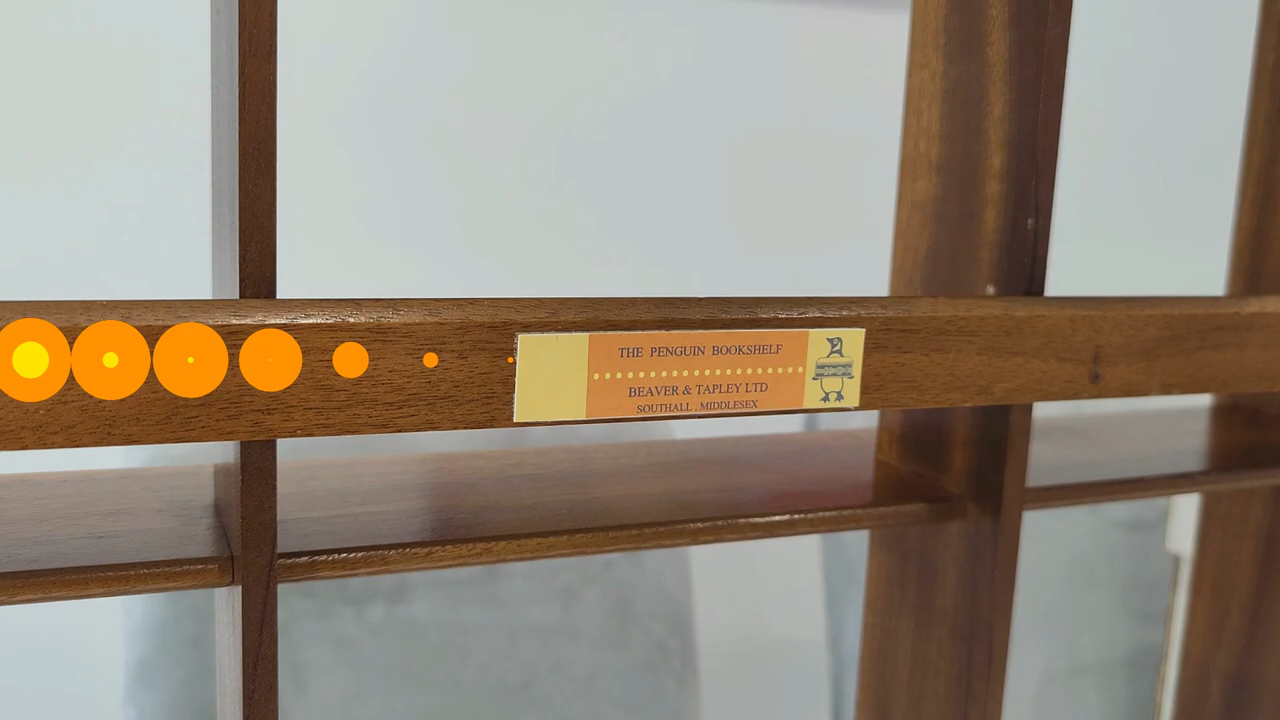 THE PENGUIN BOOKSHELF
BEAVER & TAPLEY LTD
SOUTHALL . MIDDLESEX